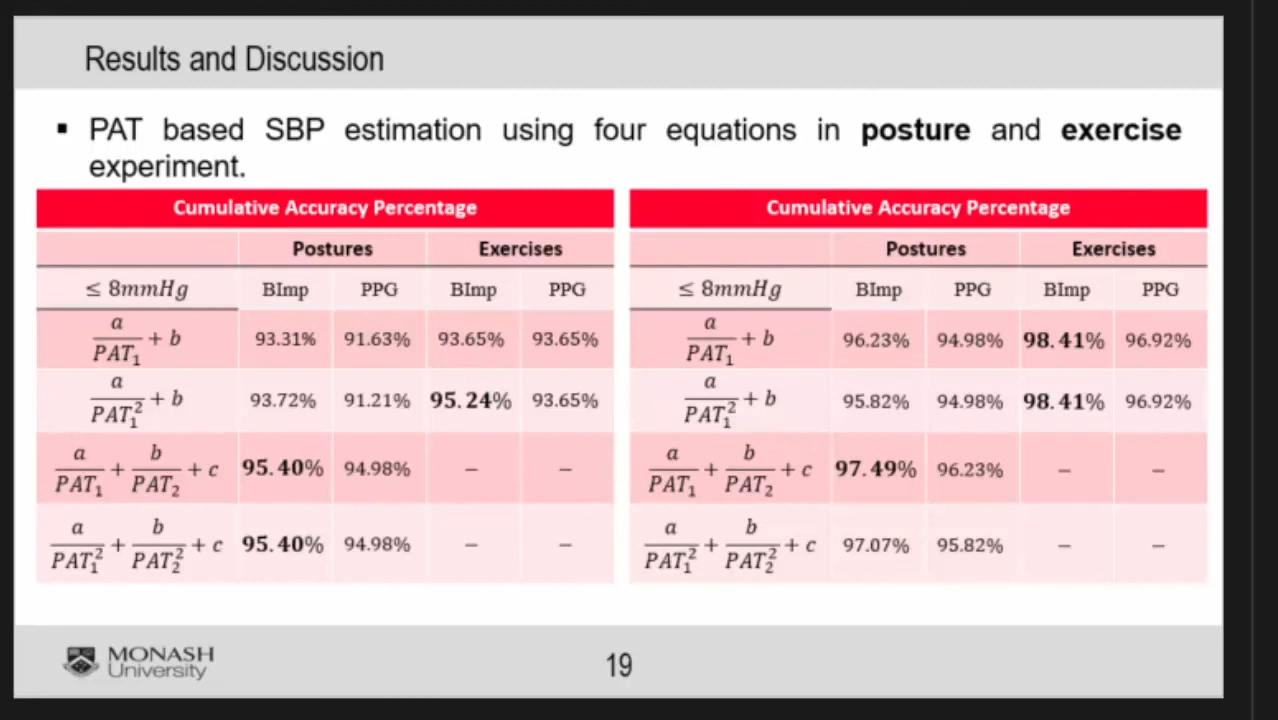 Results and Discussion
▪ PAT based SBP estimation using four equations in posture and exercise
experiment.
Cumulative Accuracy Percentage
Postures Exercises
≤ 8mmHg BImp PPG BImp PPG
a/PAT₁ + b 93.31% 91.63% 93.65% 93.65%
a/PAT₁² + b 93.72% 91.21% 95.24% 93.65%
a/PAT₁ + b/PAT₂ + c 95.40% 94.98% – –
a/PAT₁² + b/PAT₂² + c 95.40% 94.98% – –
Cumulative Accuracy Percentage
Postures Exercises
≤ 8mmHg BImp PPG BImp PPG
a/PAT₁ + b 96.23% 94.98% 98.41% 96.92%
a/PAT₁² + b 95.82% 94.98% 98.41% 96.92%
a/PAT₁ + b/PAT₂ + c 97.49% 96.23% – –
a/PAT₁² + b/PAT₂² + c 97.07% 95.82% – –
MONASH
University
19